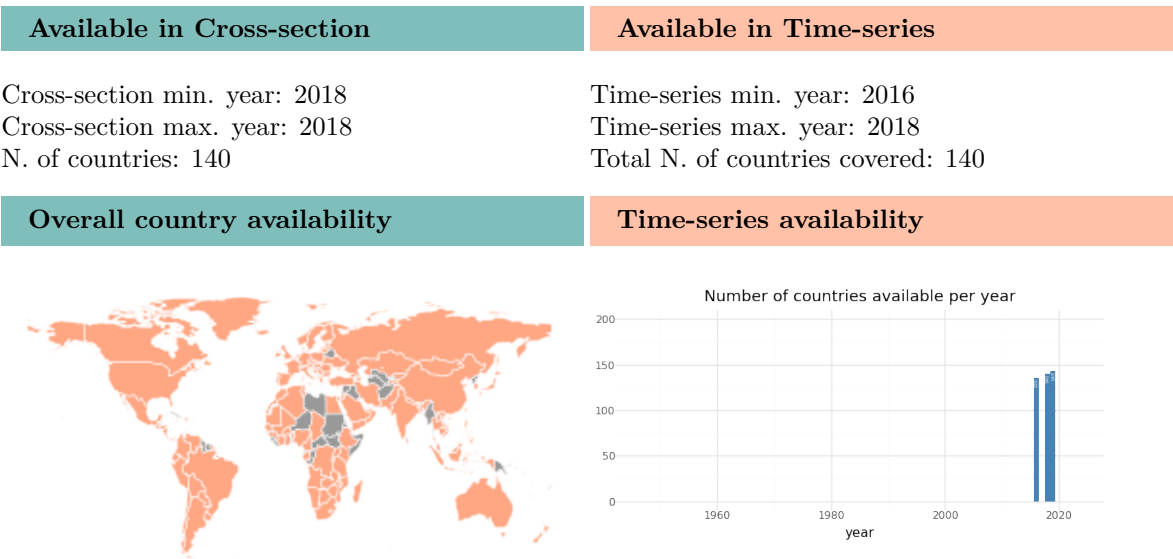 Available in Cross-section
Available in Time-series
Cross-section min. year: 2018
Cross-section max. year: 2018
N. of countries: 140
Time-series min. year: 2016
Time-series max. year: 2018
Total N. of countries covered: 140
Overall country availability
Time-series availability
Number of countries available per year
200
150
100
50
0
1960
1980
2000
2020
year